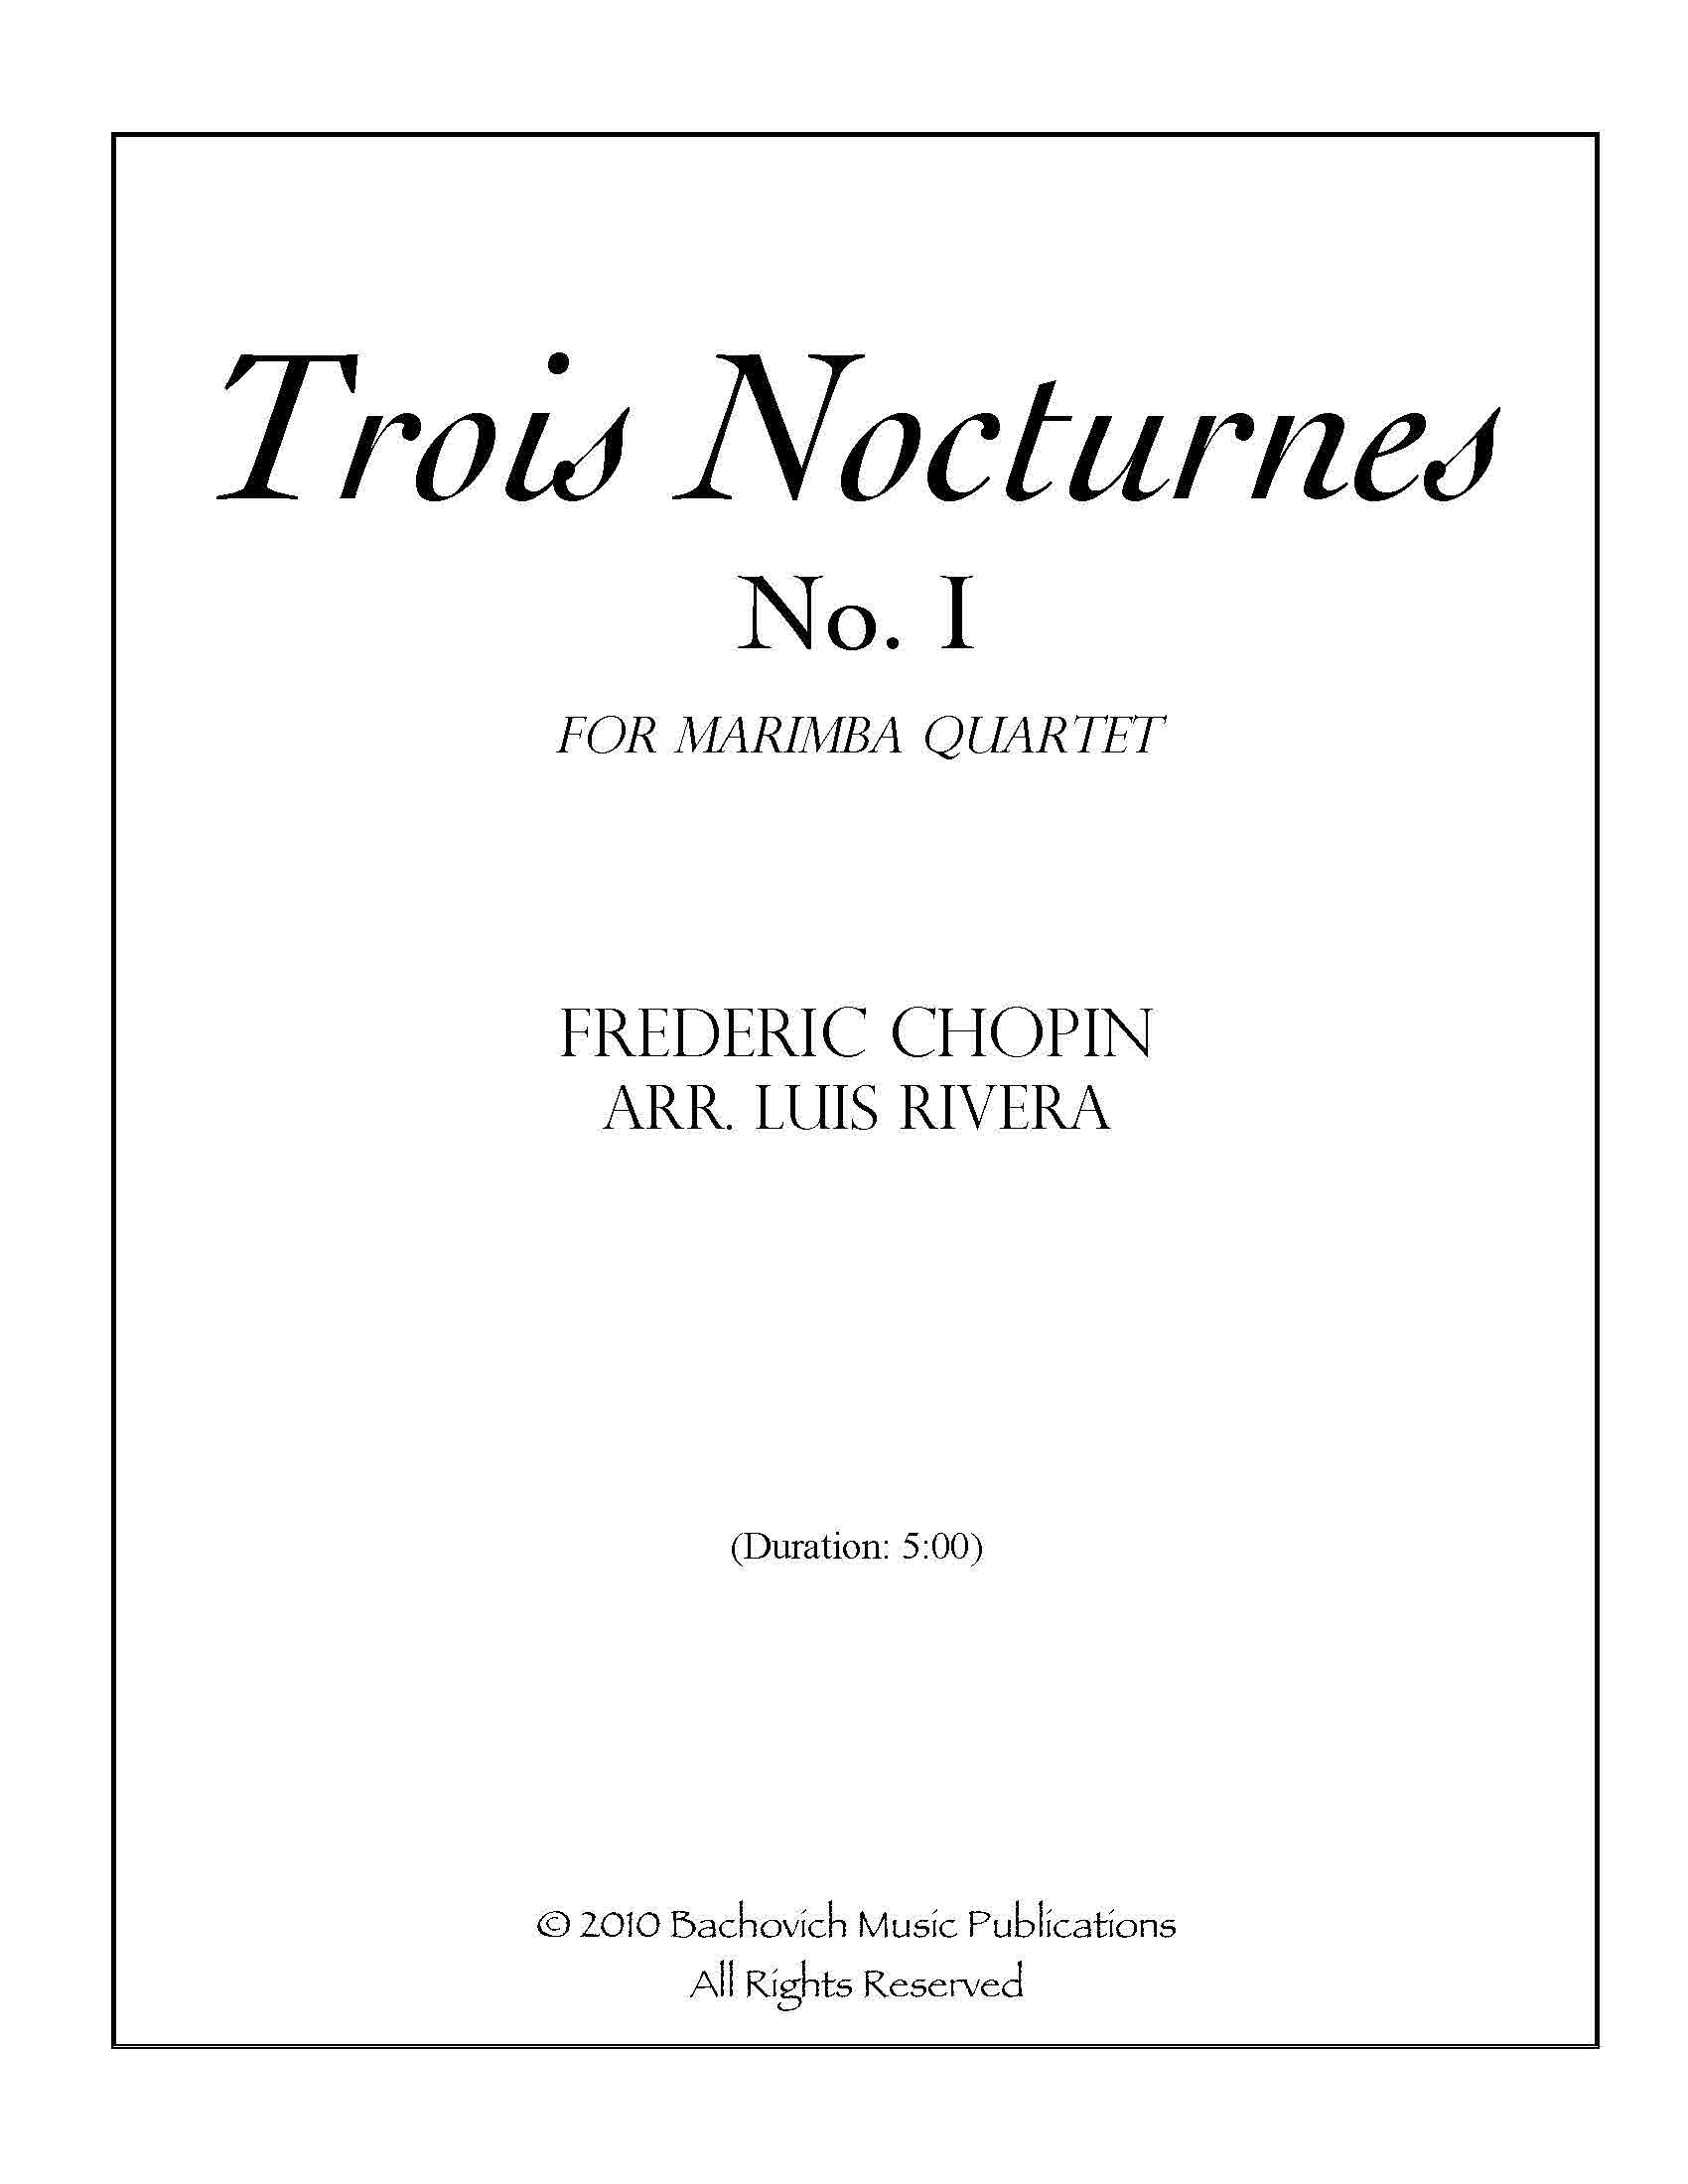 Trois Nocturnes
No. I
FOR MARIMBA QUARTET
FREDERIC CHOPIN
ARR. LUIS RIVERA
(Duration: 5:00)
© 2010 Bachovich Music Publications
All Rights Reserved